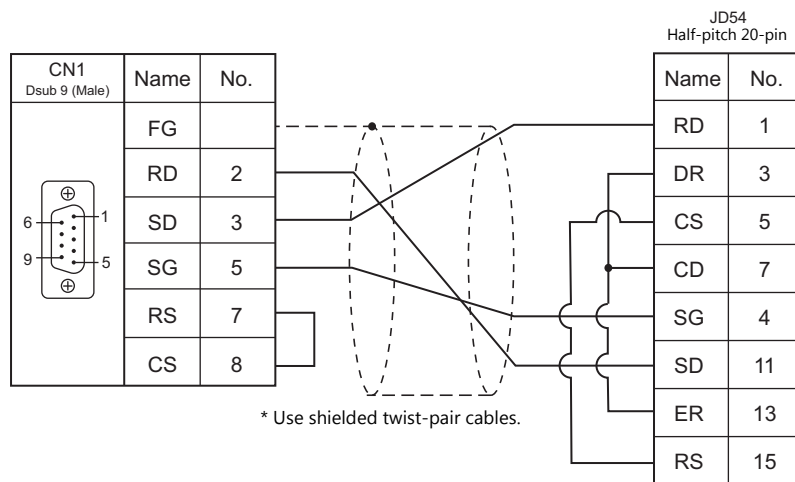 JD54
Half-pitch 20-pin
CN1
Dsub 9 (Male)
Name No.
FG
RD 2
SD 3
SG 5
RS 7
CS 8
6 1
9 5
* Use shielded twist-pair cables.
Name No.
RD 1
DR 3
CS 5
CD 7
SG 4
SD 11
ER 13
RS 15